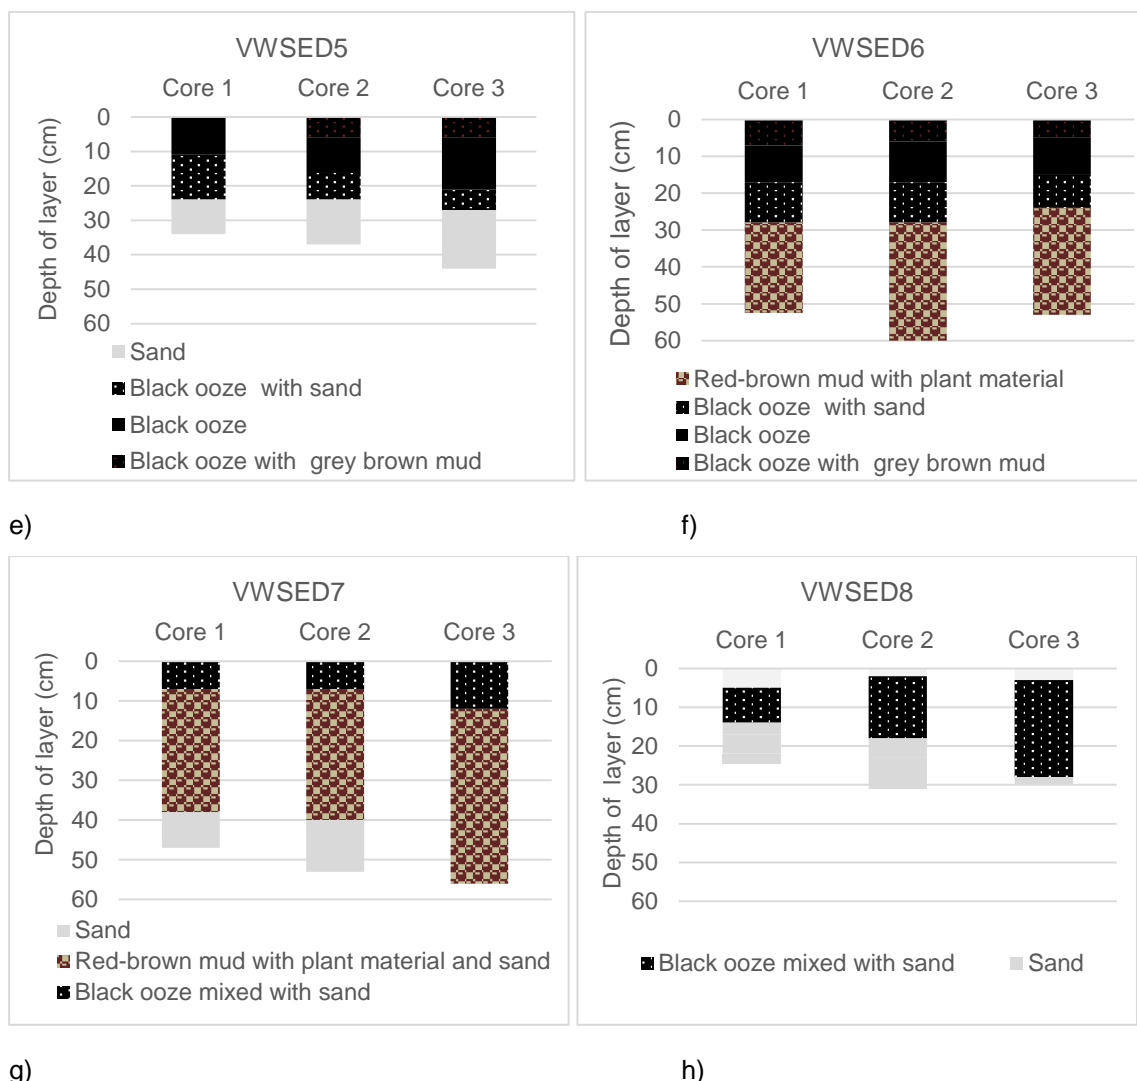 VWSED5
Core 1 Core 2 Core 3
Depth of layer (cm)
0
10
20
30
40
50
60
Sand
Black ooze with sand
Black ooze
Black ooze with grey brown mud
VWSED6
Core 1 Core 2 Core 3
Depth of layer (cm)
0
10
20
30
40
50
60
Red-brown mud with plant material
Black ooze with sand
Black ooze
Black ooze with grey brown mud
e) f)
VWSED7
Core 1 Core 2 Core 3
Depth of layer (cm)
0
10
20
30
40
50
60
Sand
Red-brown mud with plant material and sand
Black ooze mixed with sand
VWSED8
Core 1 Core 2 Core 3
Depth of layer (cm)
0
10
20
30
40
50
60
Black ooze mixed with sand Sand
g) h)